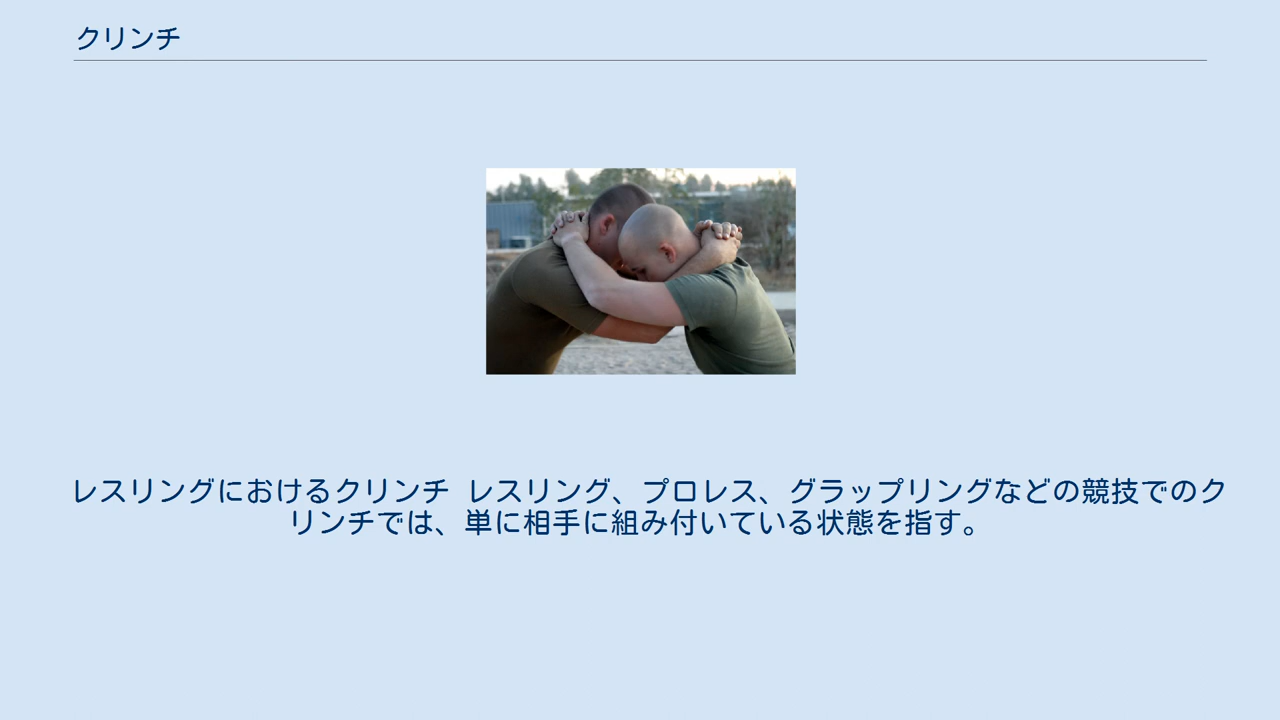 クリンチ
レスリングにおけるクリンチ レスリング、プロレス、グラップリングなどの競技でのク
リンチでは、単に相手に組み付いている状態を指す。